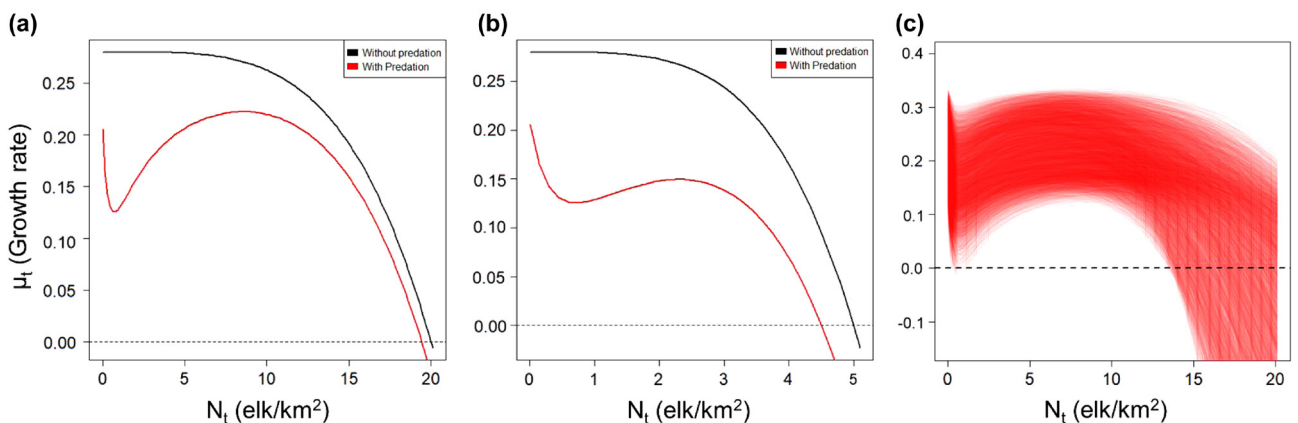 (a)
Without predation
With Predation
μt (Growth rate)
0.25
0.20
0.15
0.10
0.05
0.00
0 5 10 15 20
Nt (elk/km²)
(b)
Without predation
With Predation
0.25
0.20
0.15
0.10
0.05
0.00
0 1 2 3 4 5
Nt (elk/km²)
(c)
0.4
0.3
0.2
0.1
0.0
-0.1
0 5 10 15 20
Nt (elk/km²)